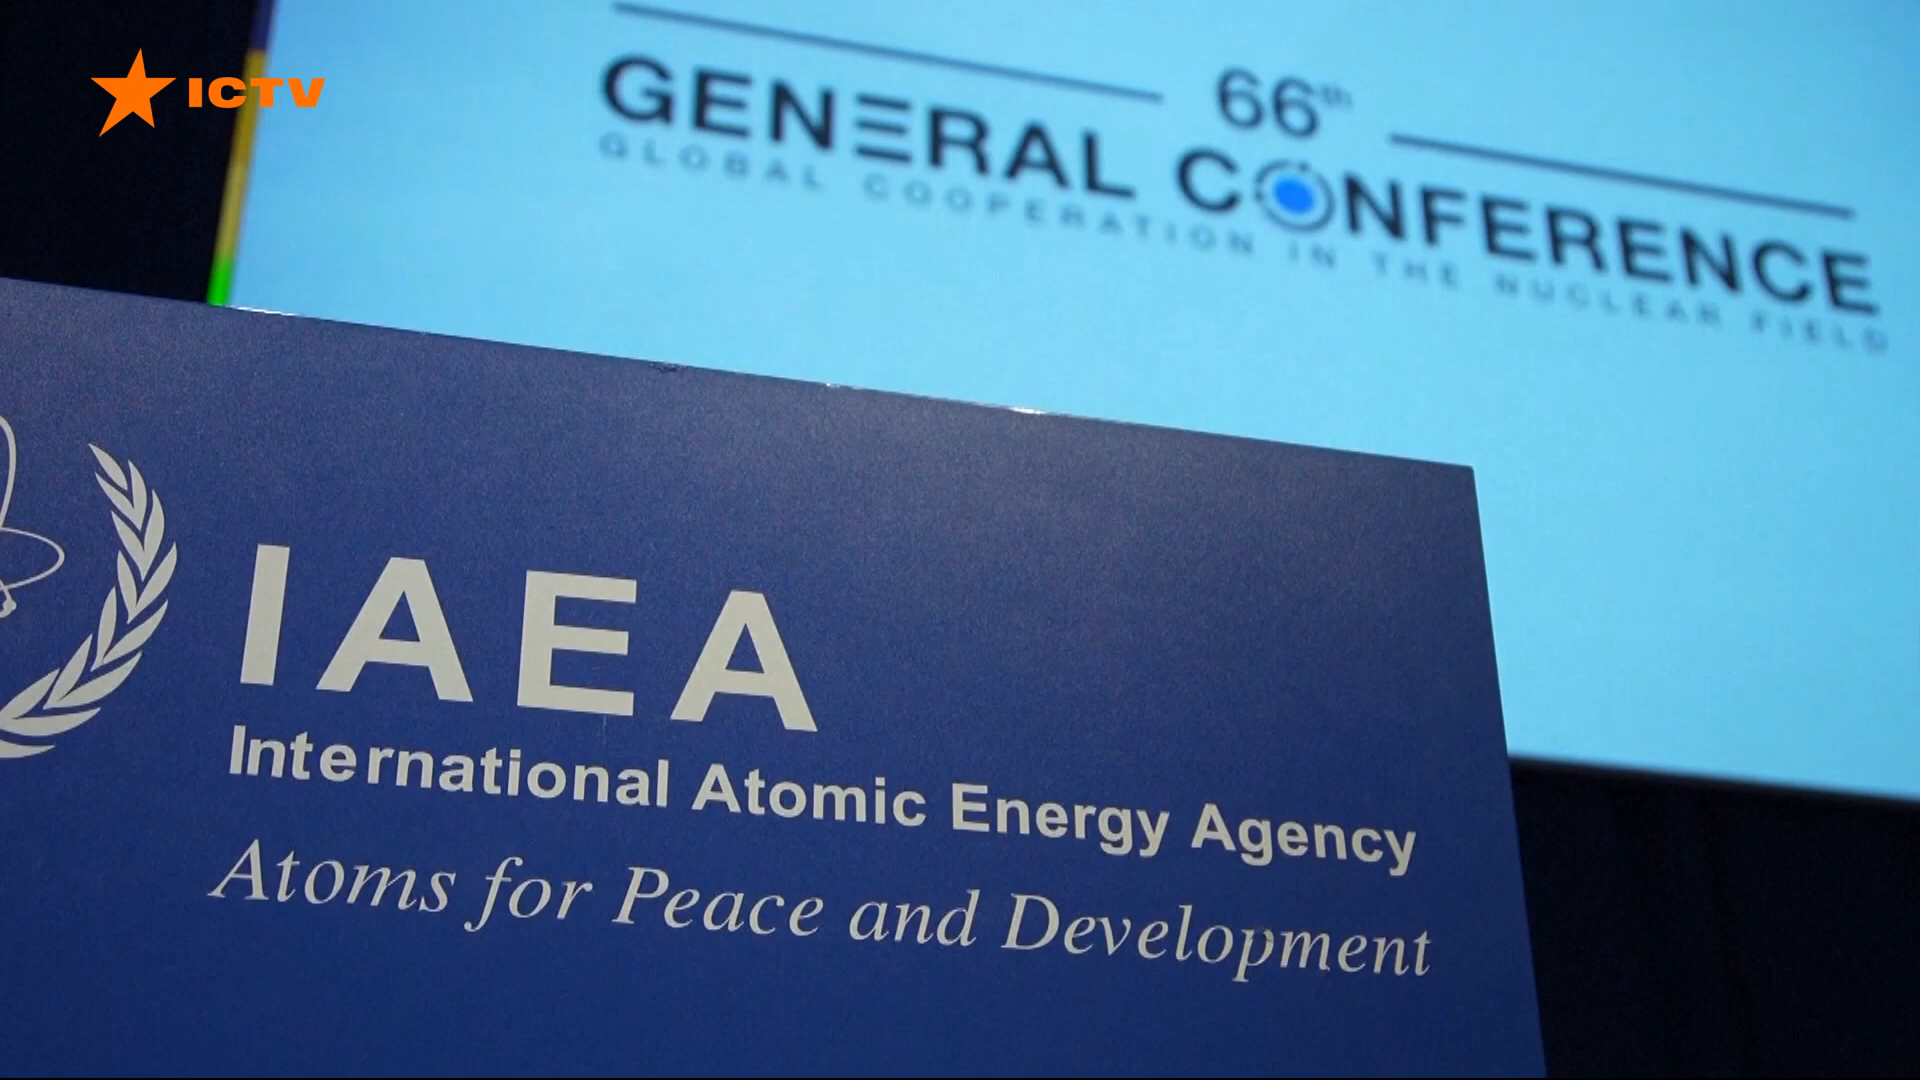 ICTV
66th
GENERAL CONFERENCE
GLOBAL COOPERATION IN THE NUCLEAR FIELD
IAEA
International Atomic Energy Agency
Atoms for Peace and Development